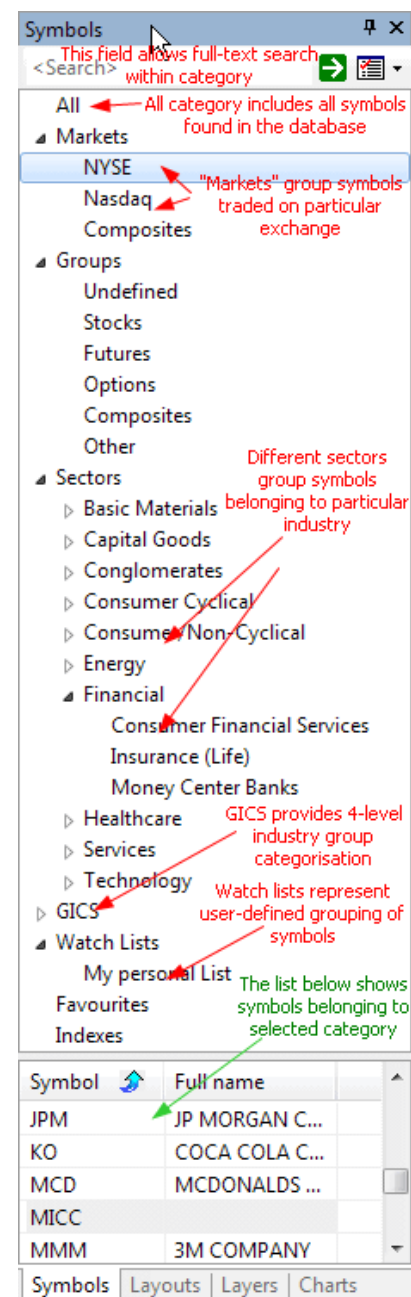 Symbols
This field allows full-text search
<Search> within category
All
All category includes all symbols
found in the database
Markets
NYSE
Nasdaq
"Markets" group symbols
traded on particular
exchange
Composites
Groups
Undefined
Stocks
Futures
Options
Composites
Other
Different sectors
group symbols
belonging to particular
industry
Sectors
Basic Materials
Capital Goods
Conglomerates
Consumer Cyclical
Consumer/Non-Cyclical
Energy
Financial
Consumer Financial Services
Insurance (Life)
Money Center Banks
Healthcare
Services
Technology
GICS provides 4-level
industry group
categorisation
GICS
Watch lists represent
user-defined grouping of
symbols
Watch Lists
My personal List
Favourites
Indexes
The list below shows
symbols belonging to
selected category
Symbol Full name
JPM JP MORGAN C...
KO COCA COLA C...
MCD MCDONALDS ...
MICC
MMM 3M COMPANY
Symbols Layouts Layers Charts